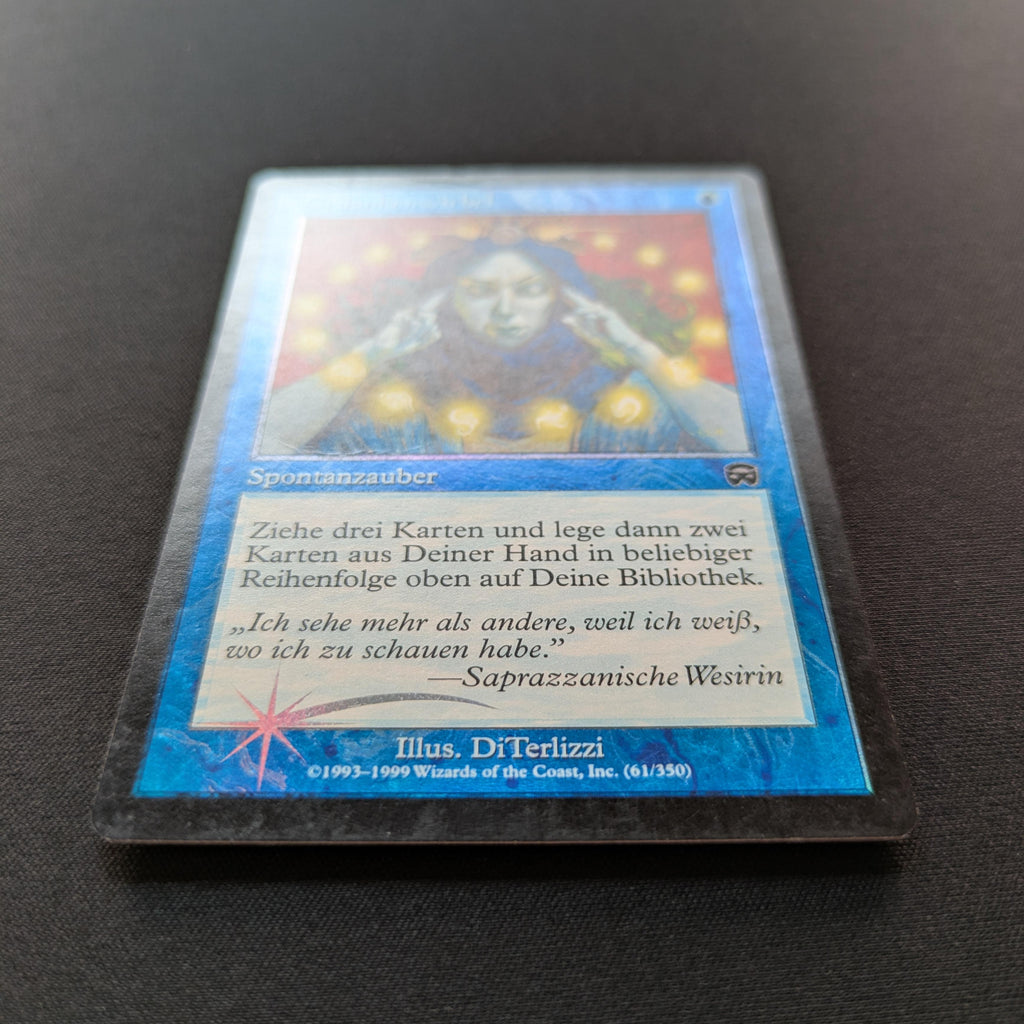 Spontanzauber
Ziehe drei Karten und lege dann zwei
Karten aus Deiner Hand in beliebiger
Reihenfolge oben auf Deine Bibliothek.
„Ich sehe mehr als andere, weil ich weiß,
wo ich zu schauen habe.”
—Saprazzanische Wesirin
Illus. DiTerlizzi
©1993–1999 Wizards of the Coast, Inc. (61/350)